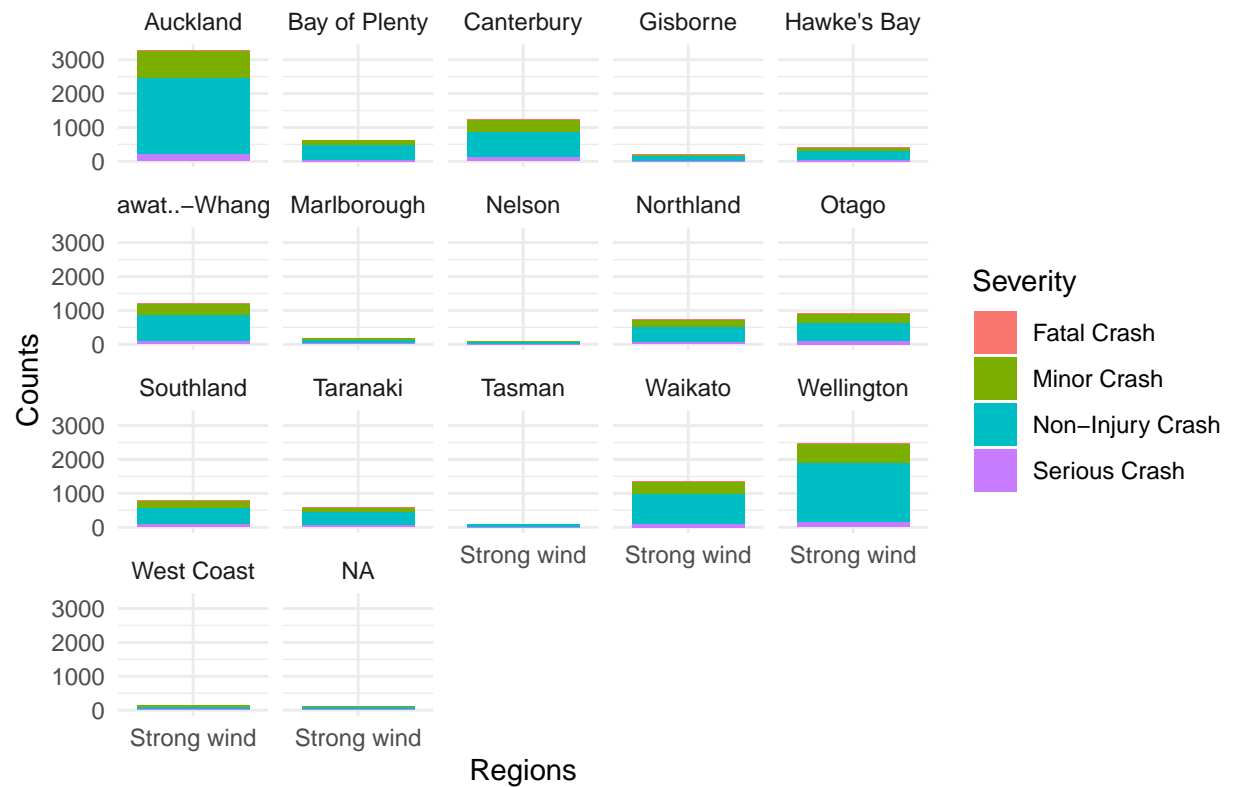 Auckland Bay of Plenty Canterbury Gisborne Hawke's Bay
3000
2000
1000
0
awat..−Whang Marlborough Nelson Northland Otago
3000
2000
1000
0
Southland Taranaki Tasman Waikato Wellington
3000
2000
1000
0
Strong wind Strong wind Strong wind
West Coast NA
3000
2000
1000
0
Strong wind Strong wind
Regions
Counts
Severity
Fatal Crash
Minor Crash
Non−Injury Crash
Serious Crash